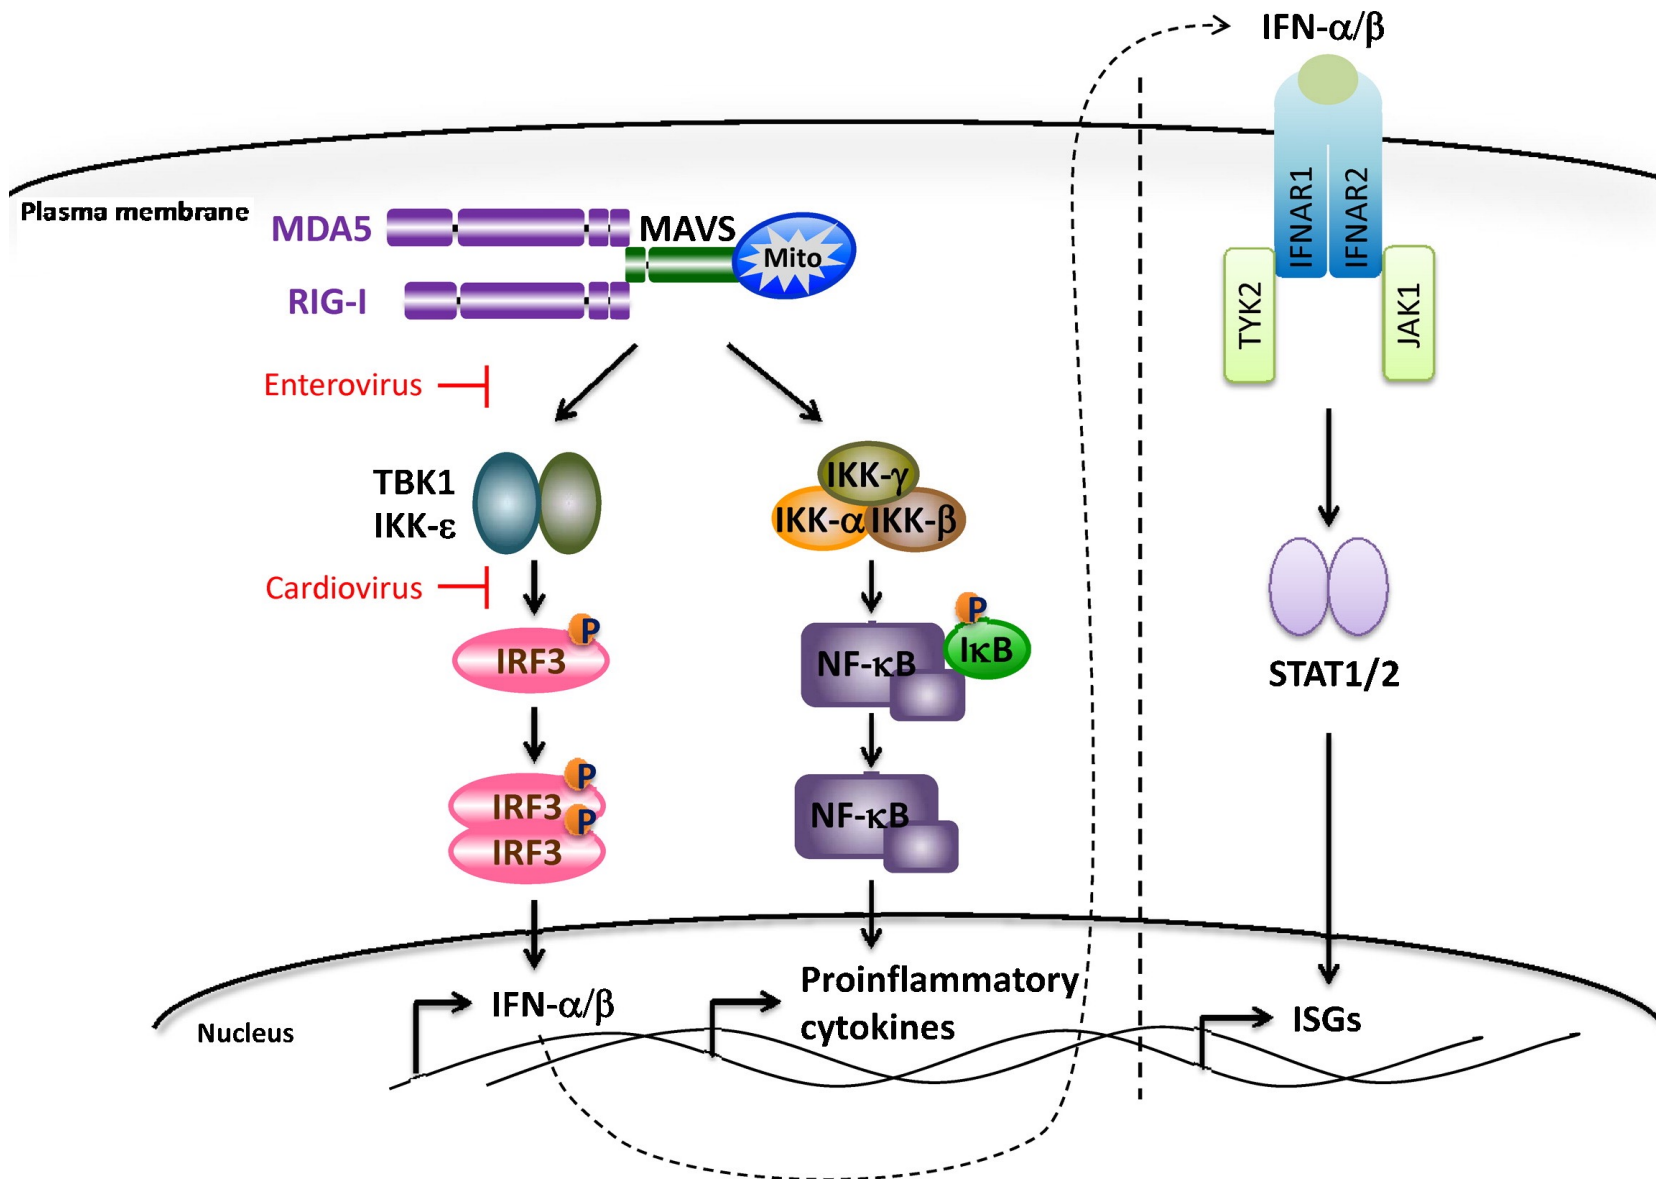 IFN-α/β
Plasma membrane
MDA5
MAVS
Mito
RIG-I
IFNAR1
IFNAR2
TYK2
JAK1
Enterovirus
TBK1
IKK-ε
IKK-γ
IKK-α
IKK-β
Cardiovirus
P
IRF3
P
NF-κB
IκB
STAT1/2
P
IRF3
P
IRF3
NF-κB
Nucleus
IFN-α/β
Proinflammatory
cytokines
ISGs